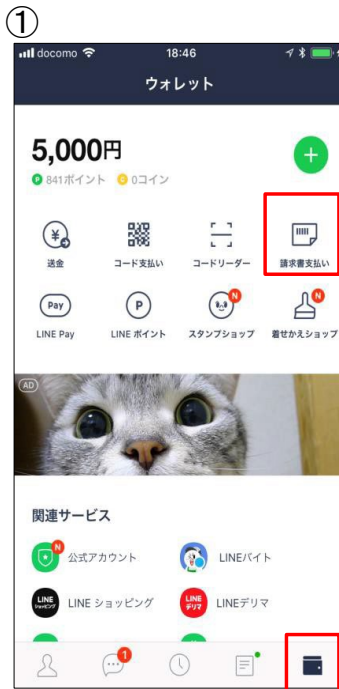 ①
docomo 18:46
ウォレット
5,000円
P 841ポイント 0コイン
送金 コード支払い コードリーダー 請求書支払い
Pay P N N
LINE Pay LINE ポイント スタンプショップ 着せかえショップ
AD
関連サービス
N 公式アカウント LINEバイト
LINE ショッピング LINE ショッピング LINE デリマ LINEデリマ
1